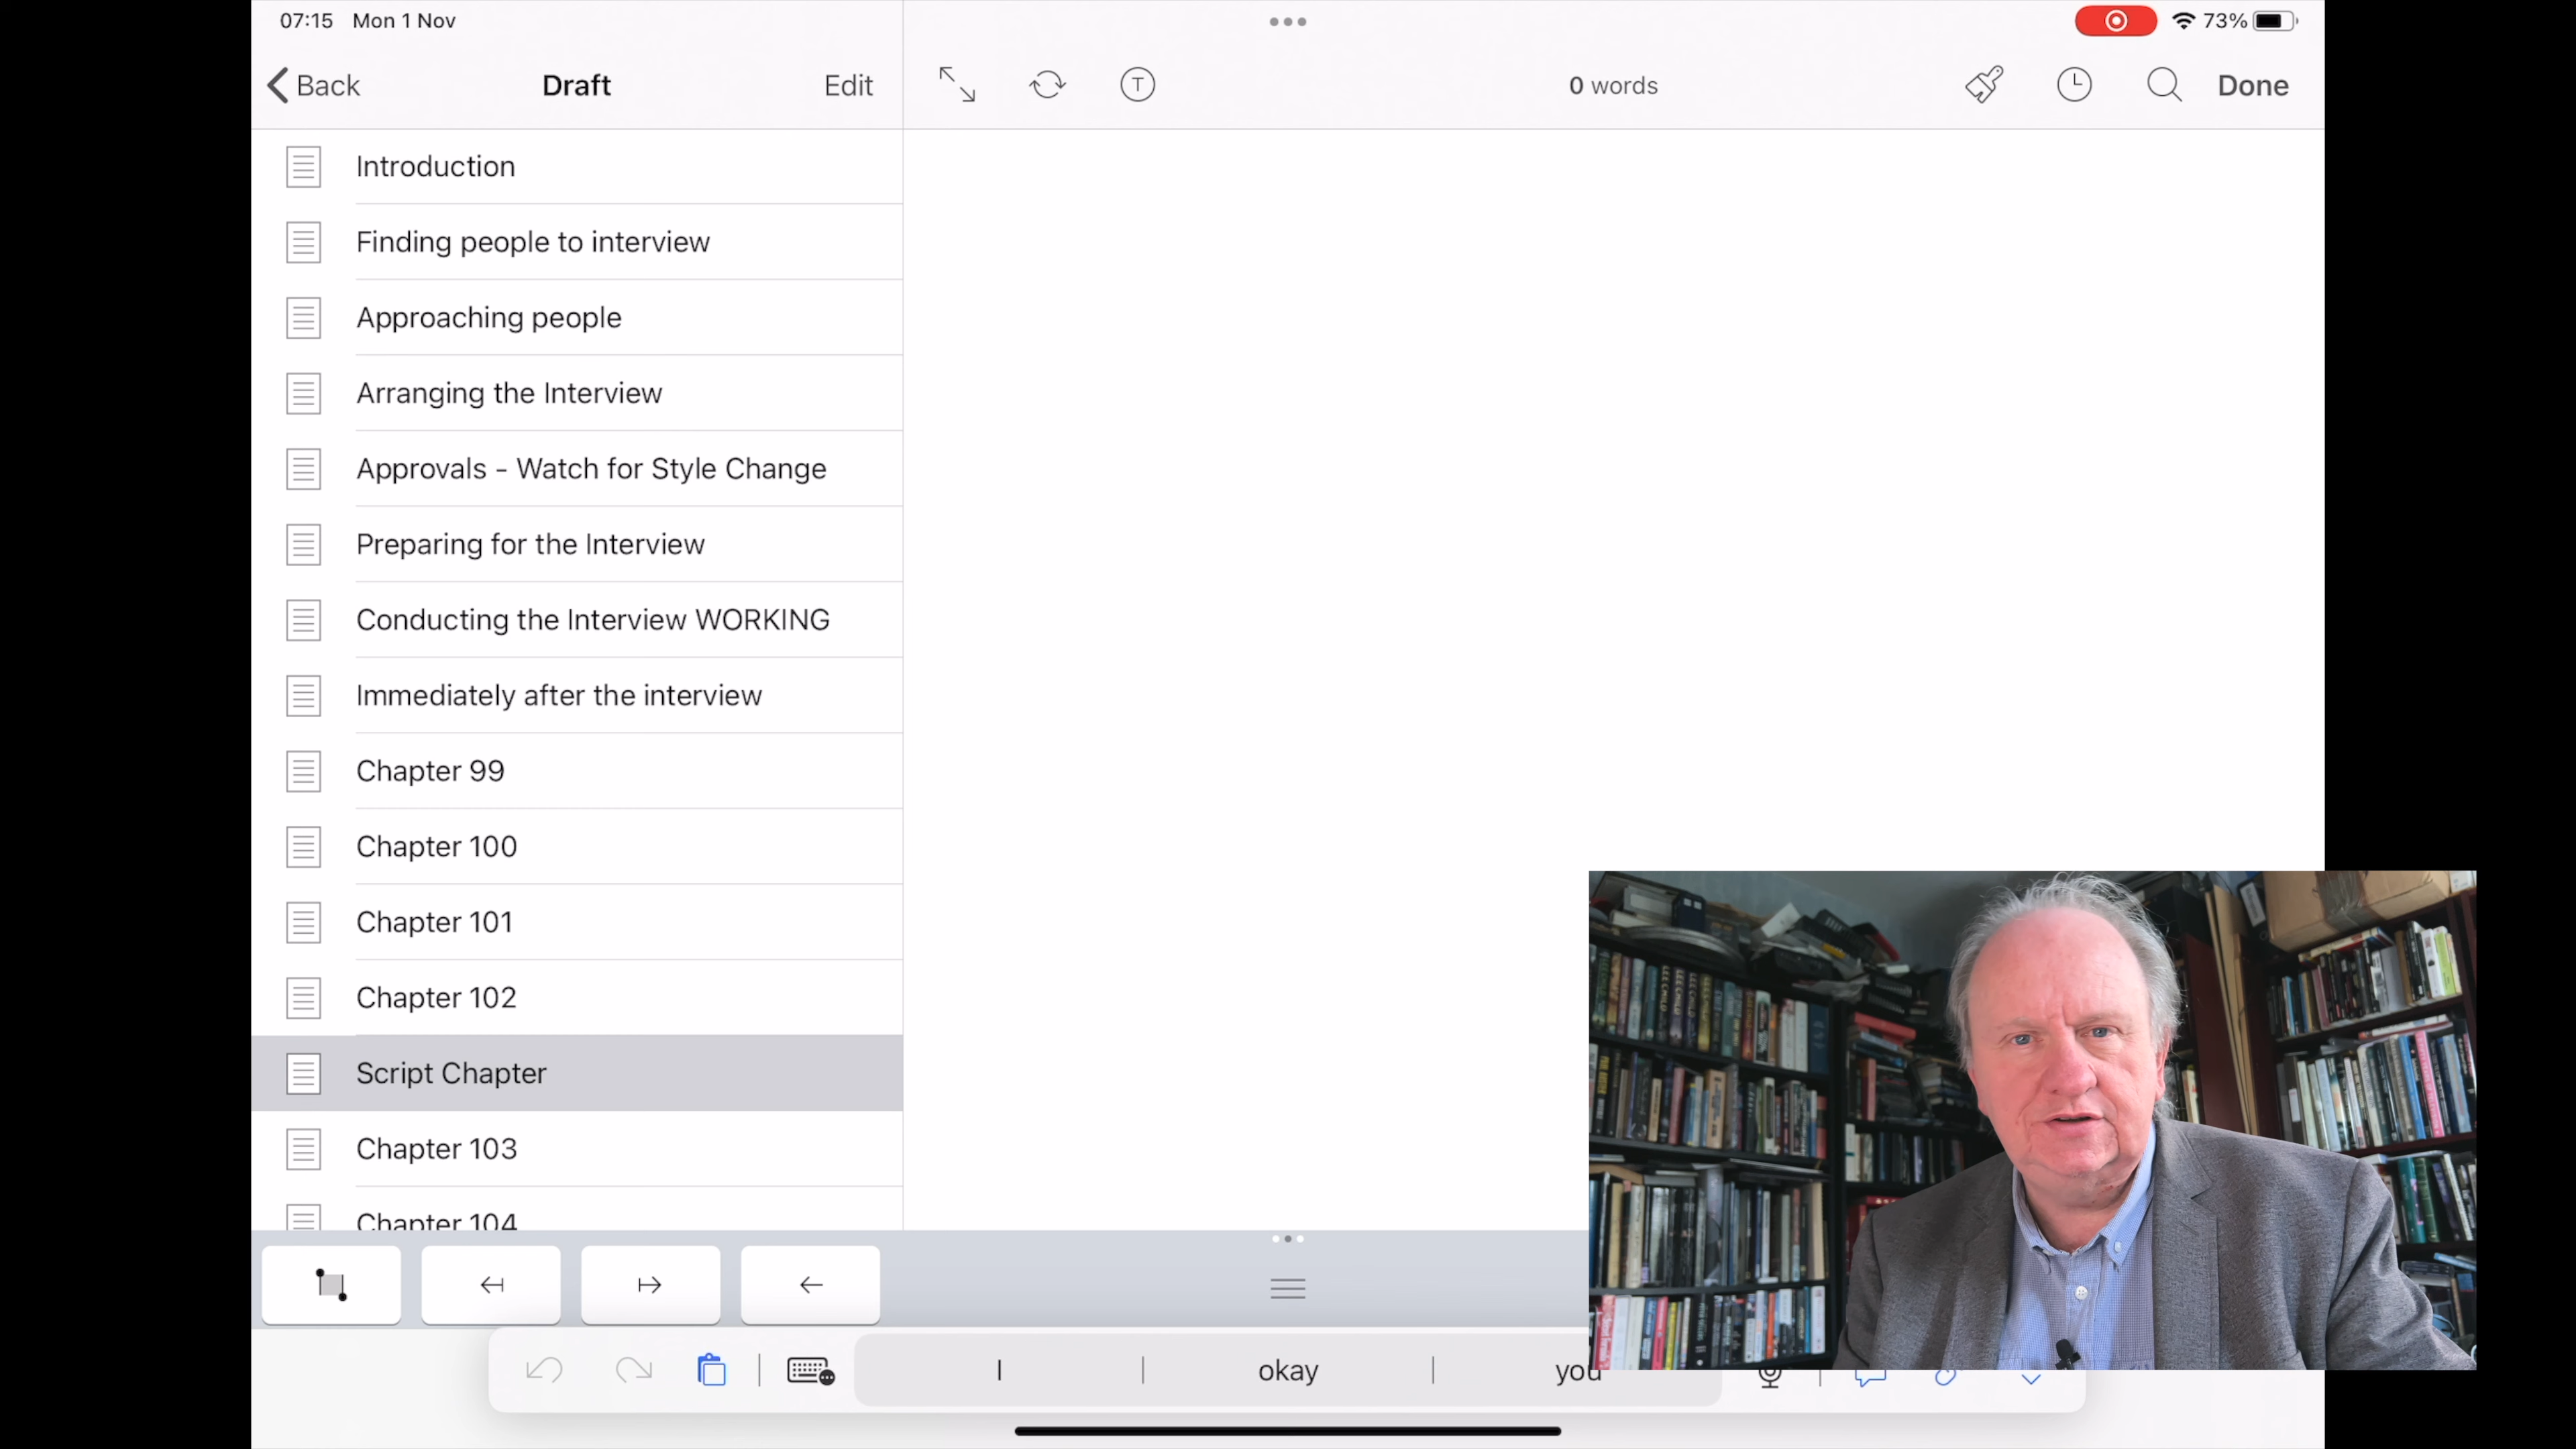 07:15 Mon 1 Nov
73%
Back
Draft
Edit
T
0 words
Done
Introduction
Finding people to interview
Approaching people
Arranging the Interview
Approvals - Watch for Style Change
Preparing for the Interview
Conducting the Interview WORKING
Immediately after the interview
Chapter 99
Chapter 100
Chapter 101
Chapter 102
Script Chapter
Chapter 103
Chapter 104
I
okay
you